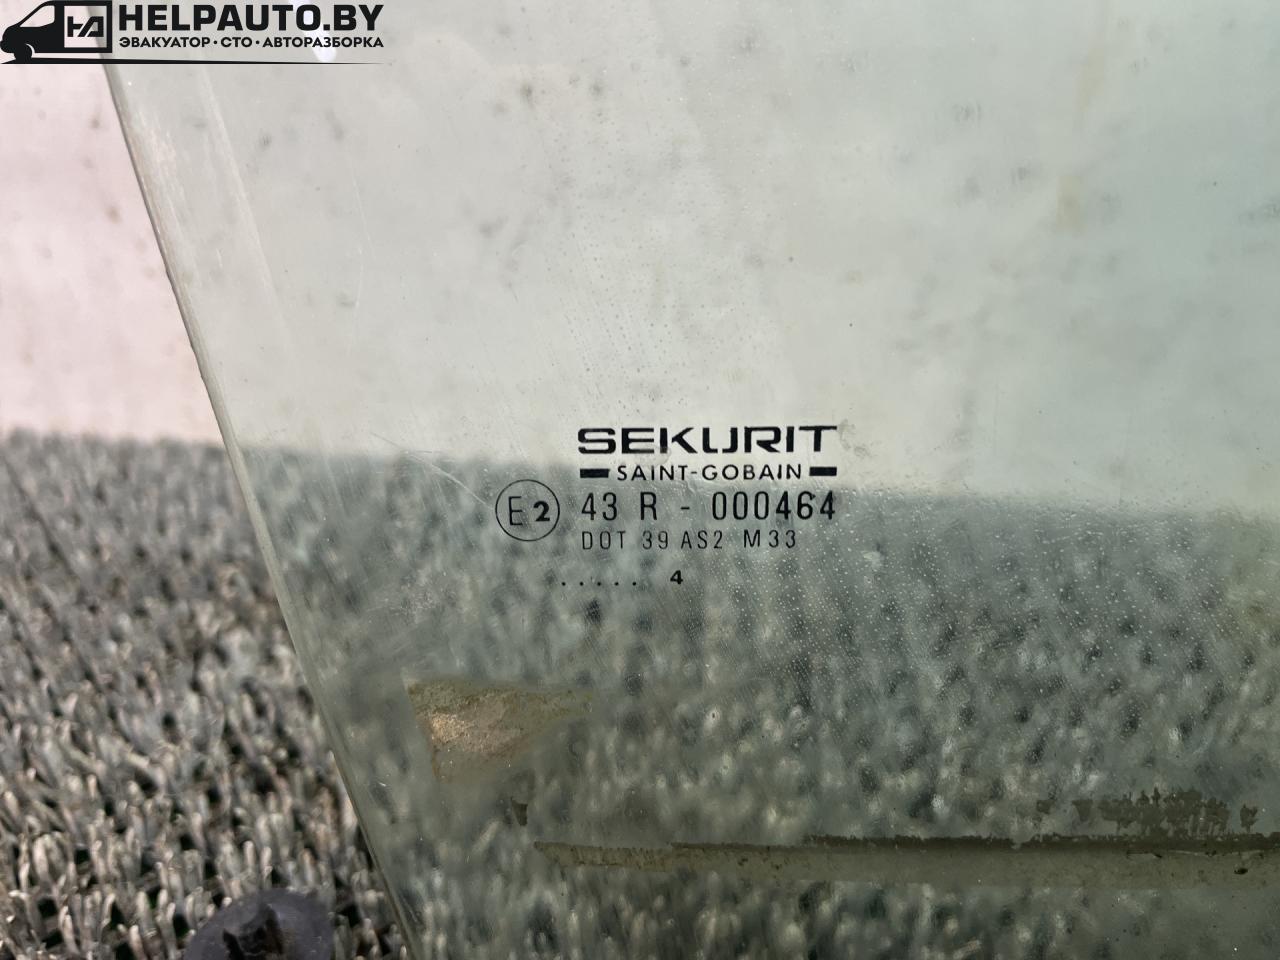 HELPAUTO.BY
ЭВАКУАТОР·СТО·АВТОРАЗБОРКА
SEKURIT
SAINT-GOBAIN
E2 43 R - 000464
DOT 39 AS2 M33
..... 4